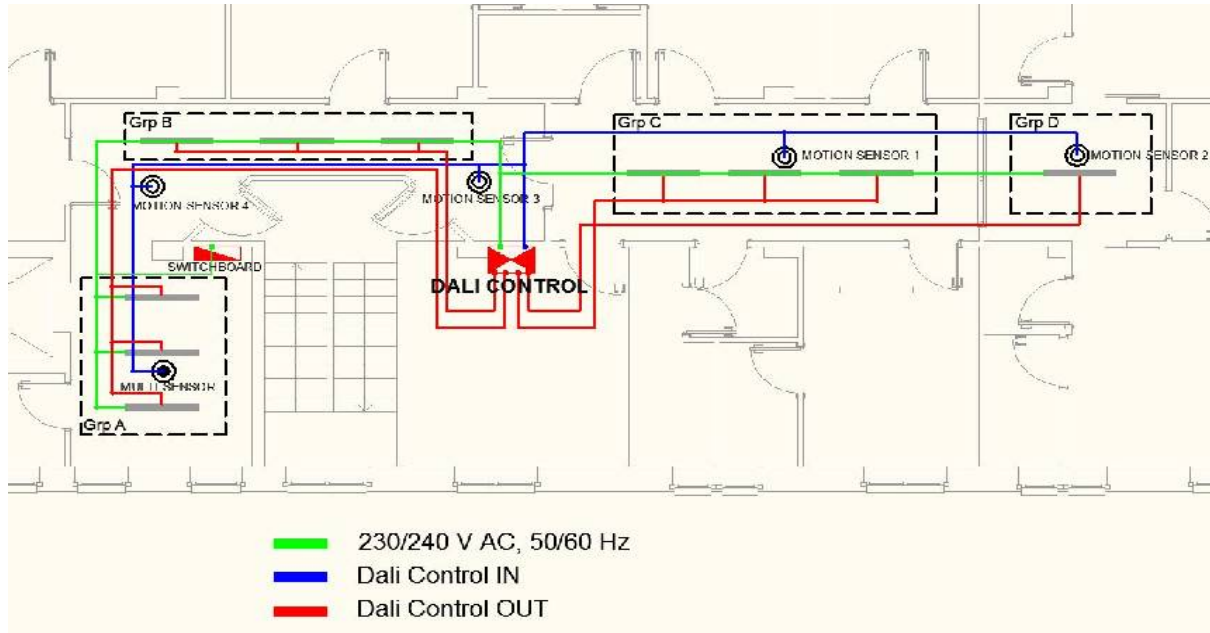 Grp B
Grp C
Grp D
MOTION SENSOR 1
MOTION SENSOR 2
MOTION SENSOR 4
MOTION SENSOR 3
SWITCHBOARD
DALI CONTROL
MULTI SENSOR
Grp A
230/240 V AC, 50/60 Hz
Dali Control IN
Dali Control OUT